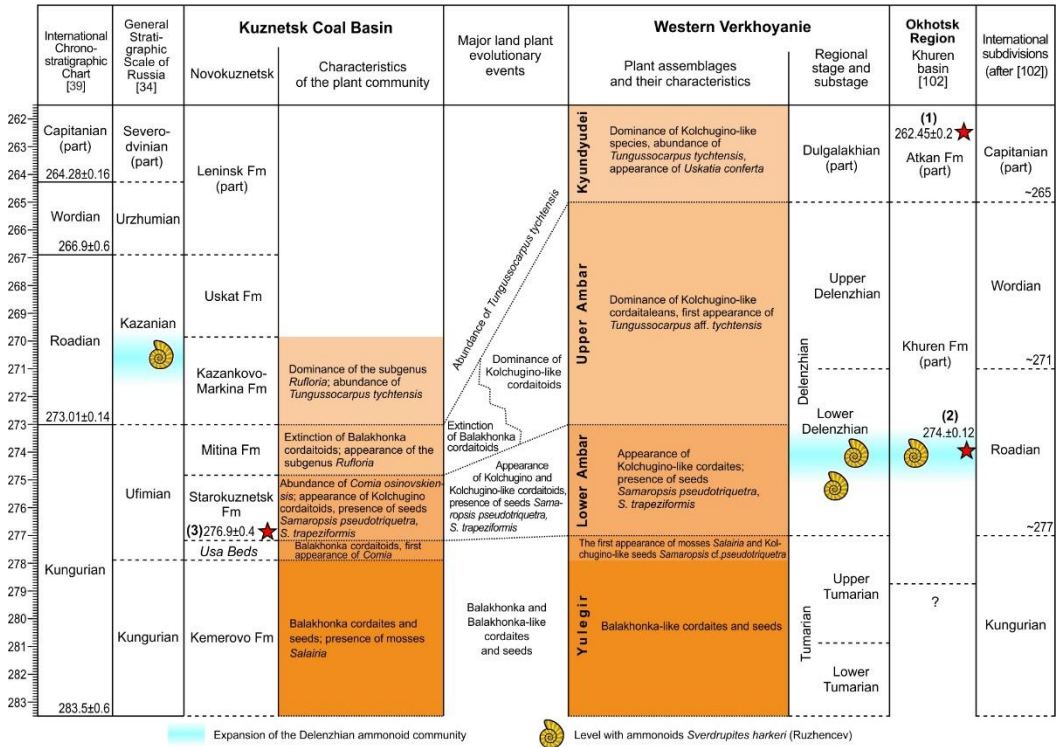 International
Chrono-
stratigraphic
Chart
[39]
General
Strati-
graphic
Scale of
Russia
[34]
Kuznetsk Coal Basin
Novokuznetsk
Characteristics
of the plant community
Major land plant
evolutionary
events
Western Verkhoyanie
Plant assemblages
and their characteristics
Regional
stage and
substage
Okhotsk
Region
Khuren
basin
[102]
International
subdivisions
(after [102])
262
263
264
265
266
267
268
269
270
271
272
273
274
275
276
277
278
279
280
281
282
283
Capitanian
(part)
264.28±0.16
Wordian
266.9±0.6
Roadian
273.01±0.14
Kungurian
283.5±0.6
Severo-
dvinian
(part)
Urzhumian
Kazanian
Ufimian
Kungurian
Leninsk Fm
(part)
Uskat Fm
Kazankovo-
Markina Fm
Mitina Fm
Starokuznetsk
Fm
(3) 276.9±0.4
Usa Beds
Kemerovo Fm
Dominance of the subgenus
Rufloria; abundance of
Tungussocarpus tychtensis
Extinction of Balakhonka
cordaitoids; appearance of the
subgenus Rufloria
Abundance of Comia osinovskien-
sis; appearance of Kolchugino
cordaitoids, presence of seeds
Samaropsis pseudotriquetra,
S. trapeziformis
Balakhonka cordaitoids, first
appearance of Comia
Balakhonka cordaites and
seeds; presence of mosses
Salairia
Abundance of Tungussocarpus tychtensis
Dominance of
Kolchugino-like
cordaitoids
Extinction
of Balakhonka
cordaitoids
Appearance
of Kolchugino and
Kolchugino-like cordaitoids,
presence of seeds Sama-
ropsis pseudotriquetra,
S. trapeziformis
Balakhonka and
Balakhonka-like
cordaites
and seeds
Kyundyudei
Dominance of Kolchugino-like
species, abundance of
Tungussocarpus tychtensis,
appearance of Uskatia conferta
Upper Ambar
Dominance of Kolchugino-like
cordaitaleans, first appearance of
Tungussocarpus aff. tychtensis
Lower Ambar
Appearance
of Kolchugino-like cordaites;
presence of seeds
Samaropsis pseudotriquetra,
S. trapeziformis
The first appearance of mosses Salairia and Kol-
chugino-like seeds Samaropsis cf.pseudotriquetra
Yulegir
Balakhonka-like cordaites and seeds
Dulgalakhian
(part)
Delenzhian
Upper
Delenzhian
Lower
Delenzhian
Tumarian
Upper
Tumarian
Lower
Tumarian
(1)
262.45±0.2
Atkan Fm
(part)
Khuren Fm
(part)
(2)
274.±0.12
?
Capitanian
(part)
~265
Wordian
~271
Roadian
~277
Kungurian
Expansion of the Delenzhian ammonoid community
Level with ammonoids Sverdrupites harkeri (Ruzhencev)